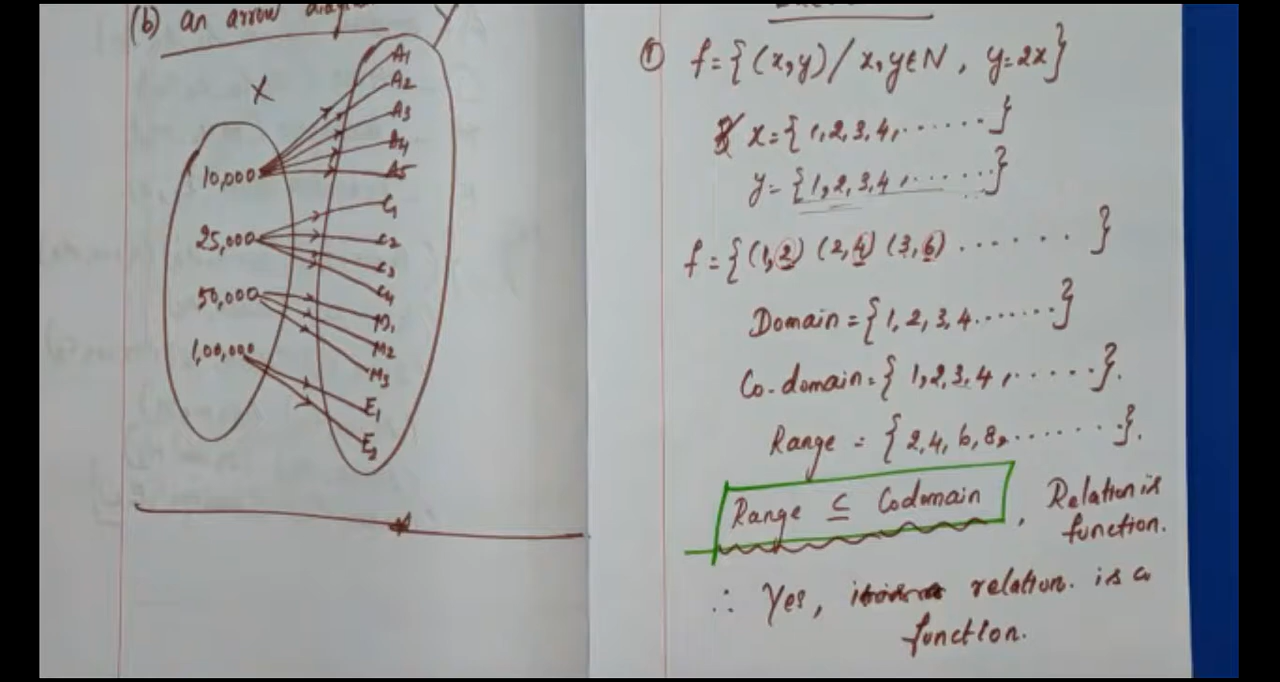 (b) an arrow
Y
X
A1
A2
A3
A4
A5
C1
C2
C3
C4
M1
M2
M3
E1
E2
10,000
25,000
50,000
1,00,000
① f={(x,y)/x,y∈N, y=2x}
x={1,2,3,4,......}
y={1,2,3,4,......}
f={(1,2) (2,4) (3,6)......}
Domain={1,2,3,4......}
Co-domain={1,2,3,4,.....}.
Range = {2,4,6,8,......}.
Range ⊆ Codomain, Relation is
function.
∴ Yes, relation. is a
function.